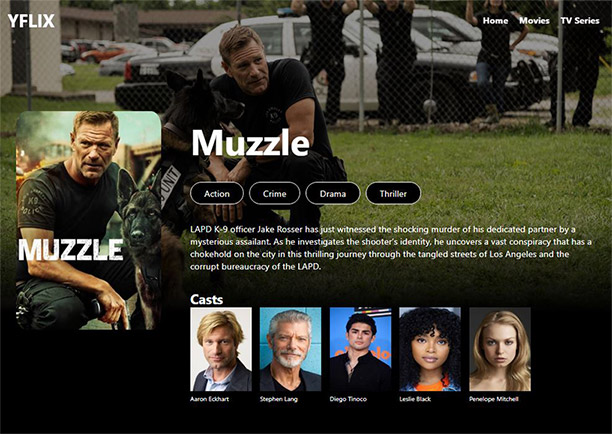 YFLIX
Home Movies TV Series
Muzzle
Action Crime Drama Thriller
MUZZLE
LAPD K-9 officer Jake Rosser has just witnessed the shocking murder of his dedicated partner by a
mysterious assailant. As he investigates the shooter's identity, he uncovers a vast conspiracy that has a
chokehold on the city in this thrilling journey through the tangled streets of Los Angeles and the
corrupt bureaucracy of the LAPD.
Casts
Aaron Eckhart Stephen Lang Diego Tinoco Leslie Black Penelope Mitchell